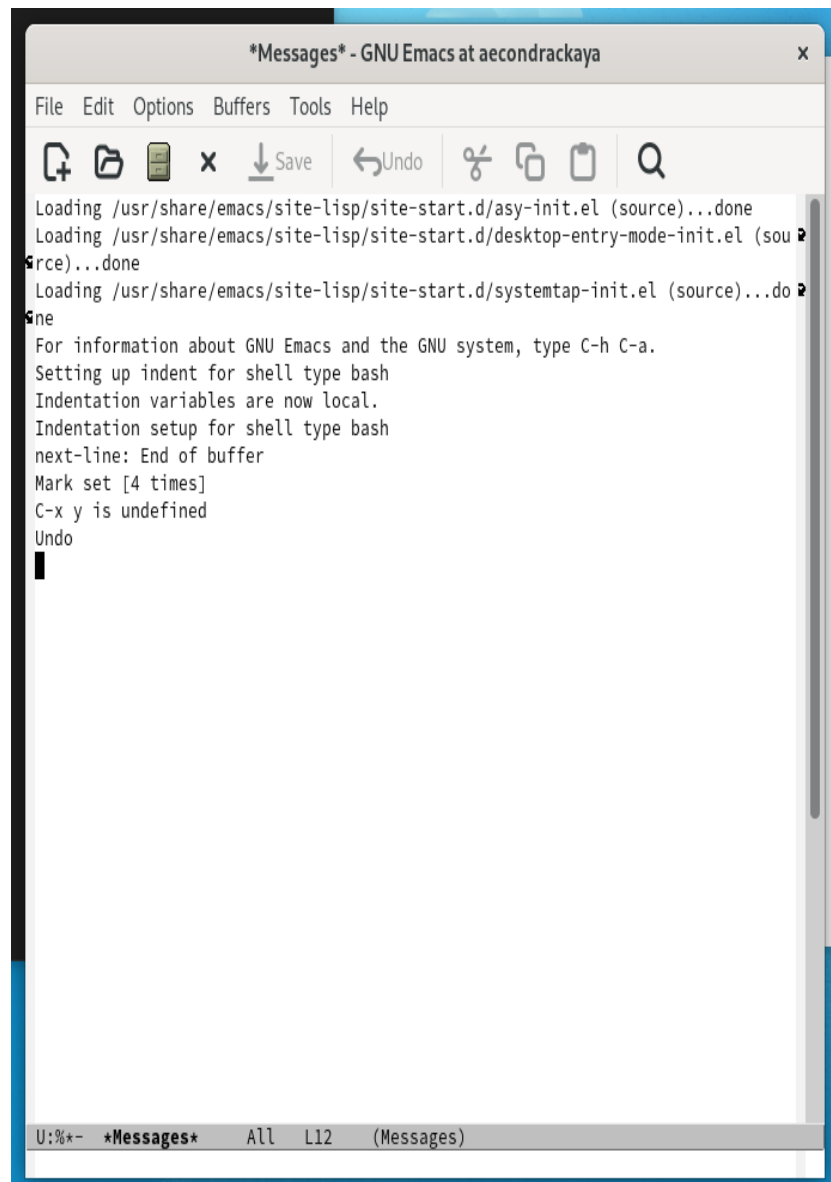 *Messages* - GNU Emacs at aecondrackaya
File Edit Options Buffers Tools Help
Save Undo
Loading /usr/share/emacs/site-lisp/site-start.d/asy-init.el (source)...done
Loading /usr/share/emacs/site-lisp/site-start.d/desktop-entry-mode-init.el (sou
rce)...done
Loading /usr/share/emacs/site-lisp/site-start.d/systemtap-init.el (source)...do
ne
For information about GNU Emacs and the GNU system, type C-h C-a.
Setting up indent for shell type bash
Indentation variables are now local.
Indentation setup for shell type bash
next-line: End of buffer
Mark set [4 times]
C-x y is undefined
Undo
U:%*- *Messages* All L12 (Messages)